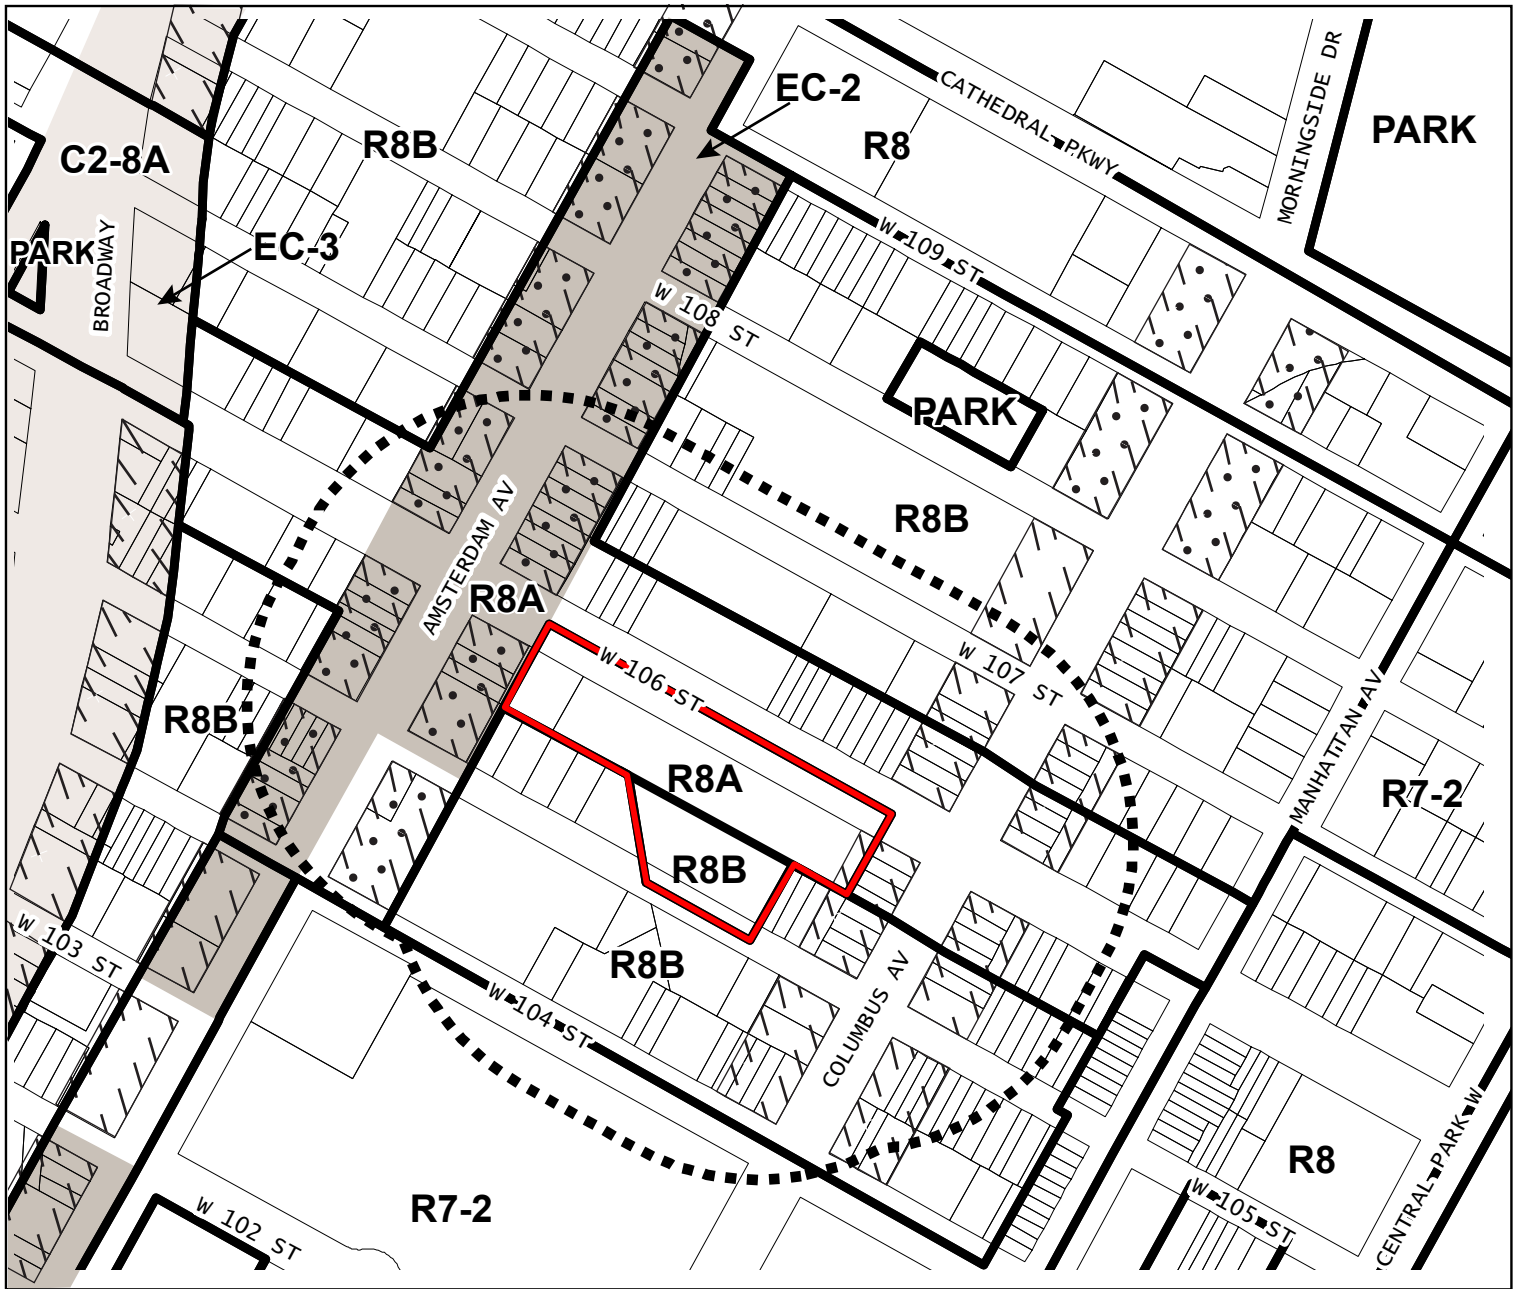 EC-2
CATHEDRAL PKWY
MORNINGSIDE DR
PARK
R8B
R8
C2-8A
EC-3
PARK
BROADWAY
W 109 ST
W 108 ST
PARK
R8B
AMSTERDAM AV
R8A
W 106 ST
W 107 ST
MANHATTAN AV
R8B
R8A
R7-2
R8B
W 103 ST
R8B
W 104 ST
COLUMBUS AV
R8
CENTRAL PARK W
W 105 ST
R7-2
W 102 ST